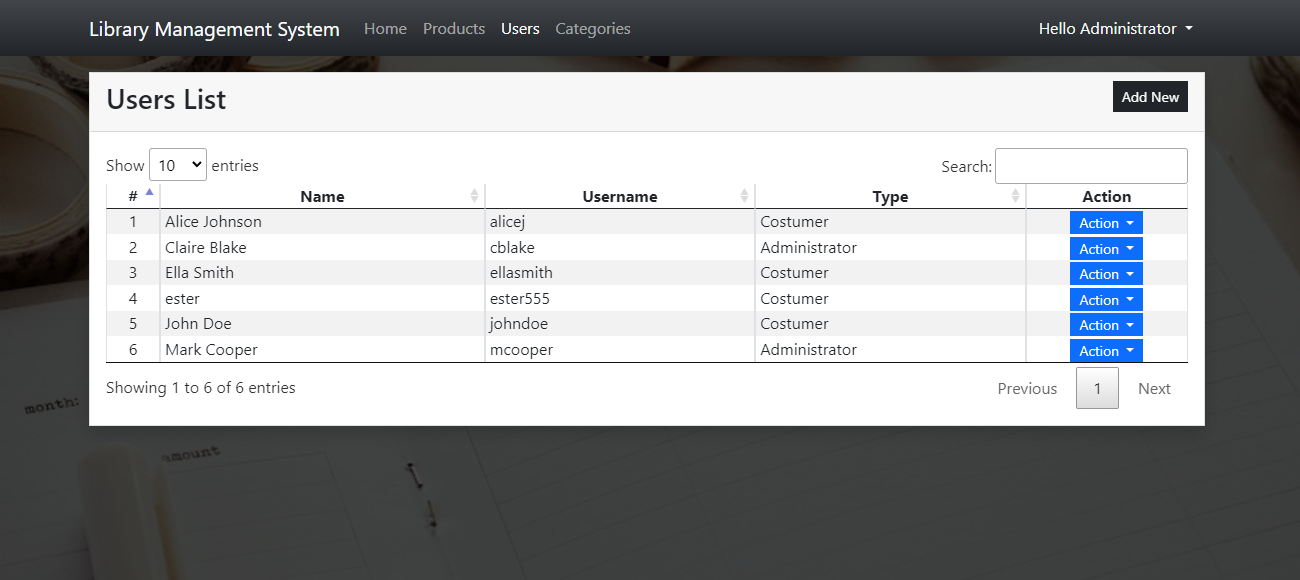 Library Management System Home Products Users Categories Hello Administrator
Users List Add New
Show 10 entries Search:
# Name Username Type Action
1 Alice Johnson alicej Costumer Action
2 Claire Blake cblake Administrator Action
3 Ella Smith ellasmith Costumer Action
4 ester ester555 Costumer Action
5 John Doe johndoe Costumer Action
6 Mark Cooper mcooper Administrator Action
Showing 1 to 6 of 6 entries Previous 1 Next
month:
amount